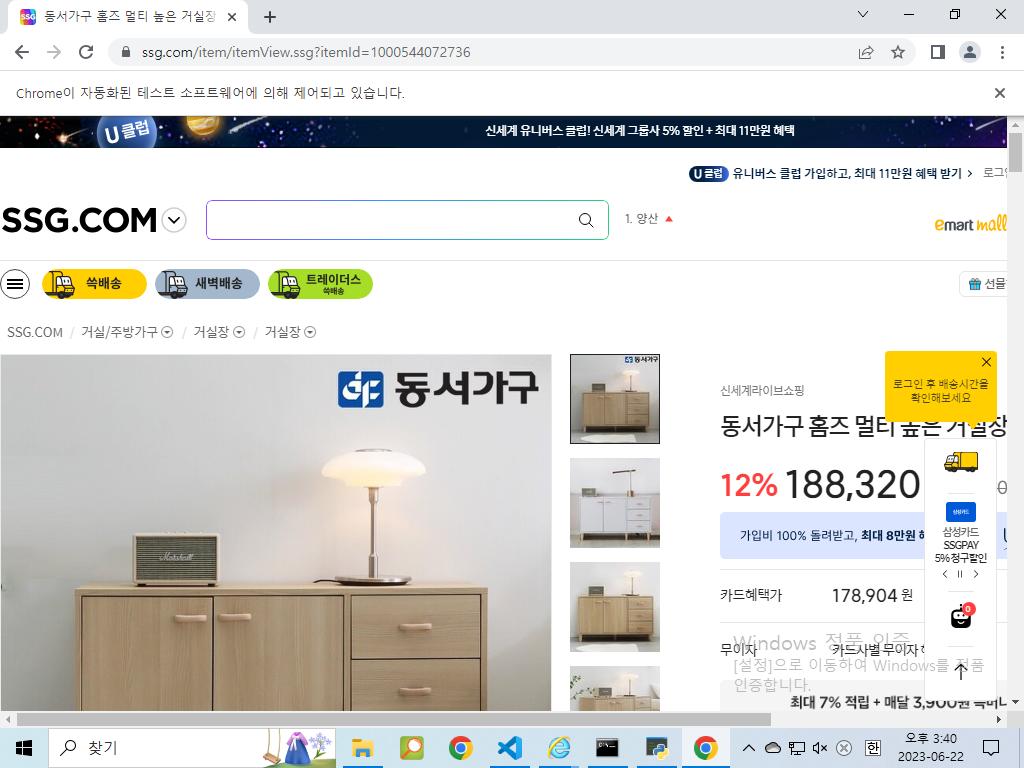 SSG
동서가구 홈즈 멀티 높은 거실장
ssg.com/item/itemView.ssg?itemId=1000544072736
Chrome이 자동화된 테스트 소프트웨어에 의해 제어되고 있습니다.
U클럽
신세계 유니버스 클럽! 신세계 그룹사 5% 할인 + 최대 11만원 혜택
U 클럽 유니버스 클럽 가입하고, 최대 11만원 혜택 받기
SSG.COM
1. 양산
emart mall
쓱배송
새벽배송
트레이더스
쓱배송
선물
SSG.COM / 거실/주방가구 / 거실장 / 거실장
동서가구
Marshall
동서가구
신세계라이브쇼핑
로그인 후 배송시간을
확인해보세요
동서가구 홈즈 멀티 높은 거실장
12% 188,320
가입비 100% 돌려받고, 최대 8만원
삼성카드
삼성카드
SSGPAY
5% 청구할인
카드혜택가 178,904 원
0
무이자 카드사별 무이자
Windows 정품 인증
[설정]으로 이동하여 Windows를 정품
인증합니다.
최대 7% 적립 + 매달 3,900원
찾기
한
오후 3:40
2023-06-22